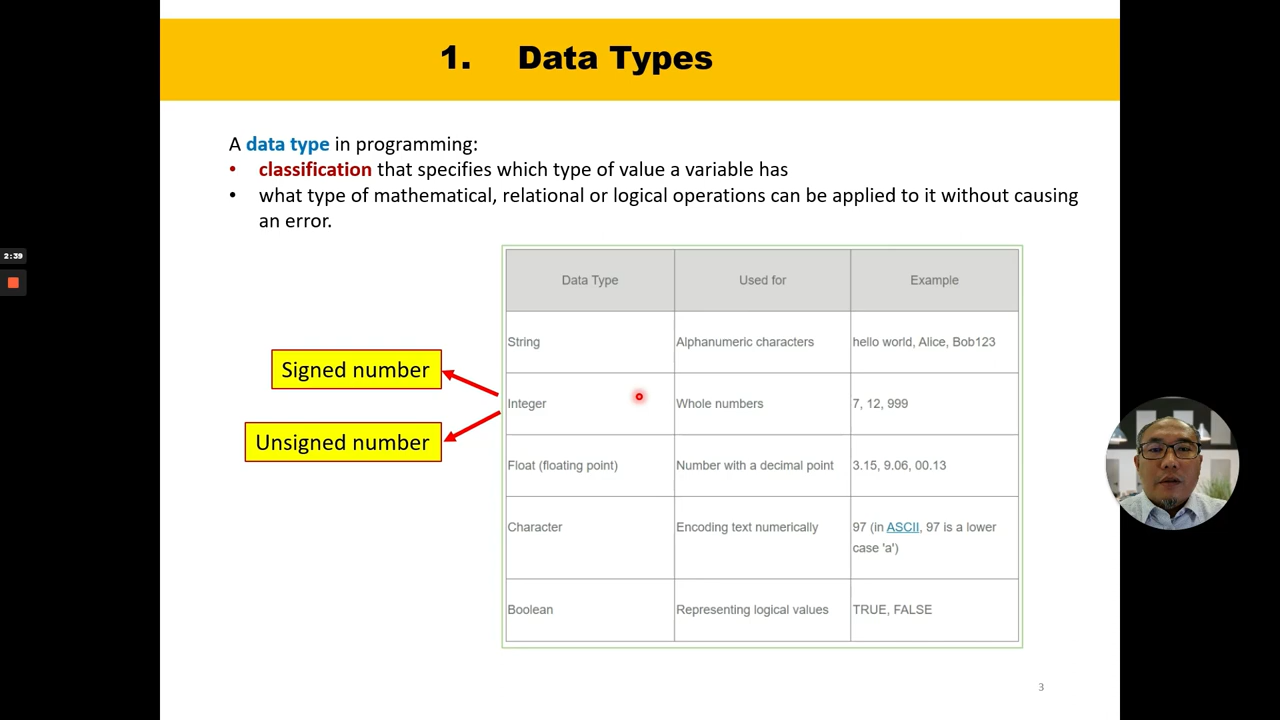 1. Data Types
A data type in programming:
• classification that specifies which type of value a variable has
• what type of mathematical, relational or logical operations can be applied to it without causing
an error.
2:39
Data Type Used for Example
String Alphanumeric characters hello world, Alice, Bob123
Signed number
Integer Whole numbers 7, 12, 999
Unsigned number
Float (floating point) Number with a decimal point 3.15, 9.06, 00.13
Character Encoding text numerically 97 (in ASCII, 97 is a lower
case 'a')
Boolean Representing logical values TRUE, FALSE
3